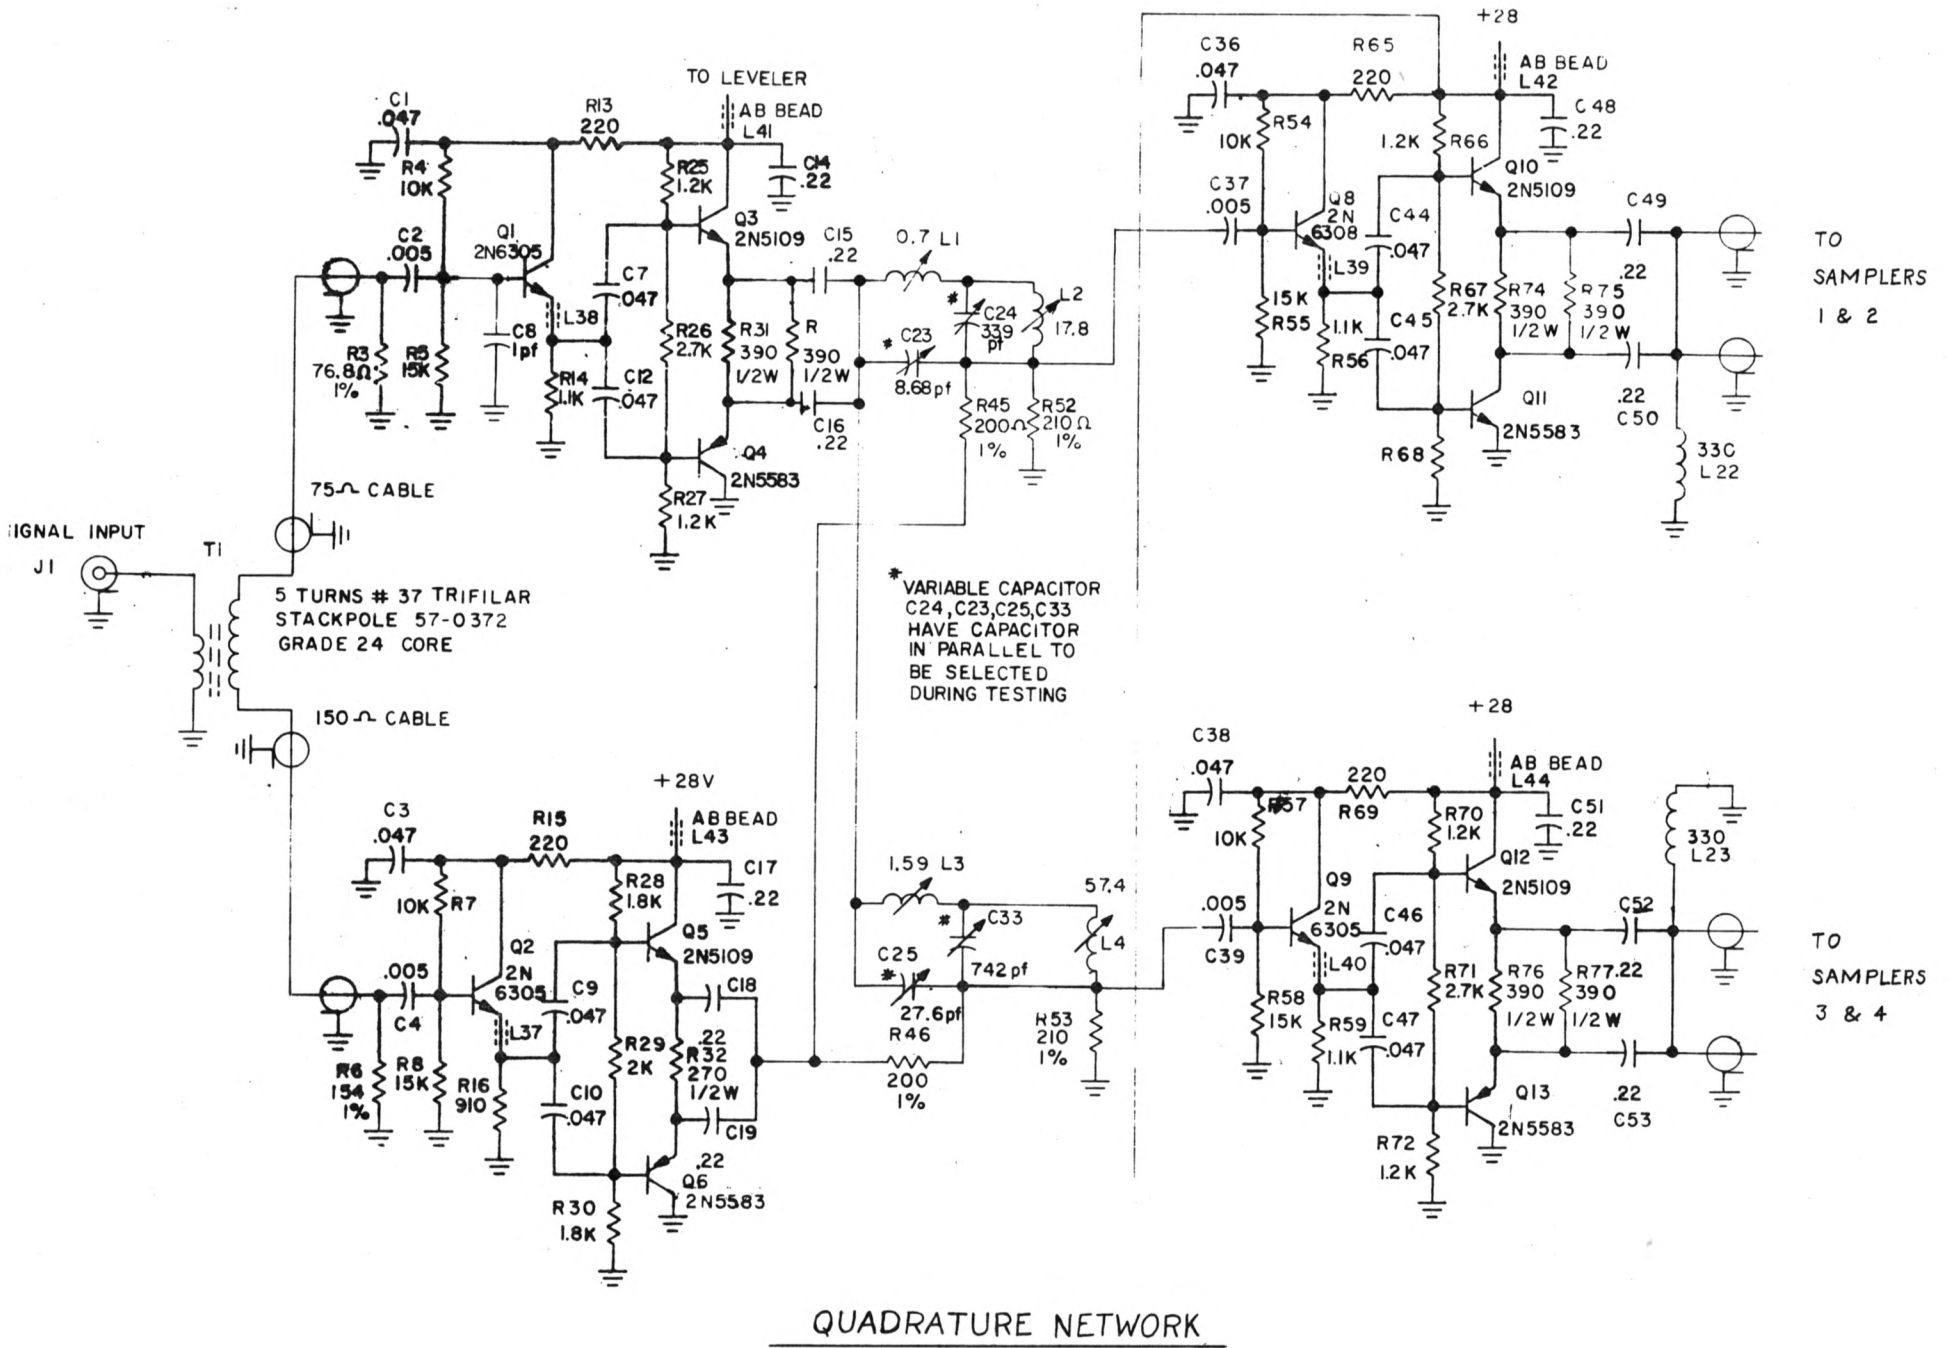 TO LEVELER
AB BEAD
L41
C1
.047
R13
220
R4
10K
R25
1.2K
C14
.22
C2
.005
Q1
2N6305
Q3
2N5109
C15
.22
C7
.047
L38
C8
1pf
R3
76.8Ω
1%
R5
15K
R14
1.1K
C12
.047
R26
2.7K
R31
390
1/2W
R
390
1/2W
C16
.22
Q4
2N5583
R27
1.2K
0.7 L1
*
C24
339
pf
L2
17.8
*
C23
8.68pf
R45
200Ω
1%
R52
210Ω
1%
+28
AB BEAD
L42
C36
.047
R65
220
C48
.22
R54
10K
1.2K
R66
Q10
2N5109
C37
.005
Q8
2N
6308
C44
.047
C49
.22
L39
15K
R55
1.1K
R56
C45
.047
R67
2.7K
R74
390
1/2W
R75
390
1/2W
Q11
2N5583
.22
C50
R68
330
L22
TO
SAMPLERS
1 & 2
75Ω CABLE
IGNAL INPUT
J1
T1
5 TURNS # 37 TRIFILAR
STACKPOLE 57-0372
GRADE 24 CORE
150Ω CABLE
*VARIABLE CAPACITOR
C24, C23, C25, C33
HAVE CAPACITOR
IN PARALLEL TO
BE SELECTED
DURING TESTING
+28V
AB BEAD
L43
C3
.047
R15
220
C17
.22
10K
R7
R28
1.8K
Q5
2N5109
Q2
2N
6305
.005
C4
C9
.047
C18
.22
L37
R6
154
1%
R8
15K
R16
910
C10
.047
R29
2K
R32
270
1/2W
C19
.22
Q6
2N5583
R30
1.8K
1.59 L3
*
C33
742pf
57.4
L4
C25
*
27.6pf
R46
200
1%
R53
210
1%
+28
AB BEAD
L44
C38
.047
220
R69
C51
.22
R57
10K
R70
1.2K
Q12
2N5109
330
L23
.005
C39
Q9
2N
6305
C46
.047
C52
.22
L40
R58
15K
R59
1.1K
C47
.047
R71
2.7K
R76
390
1/2W
R77
390
1/2W
Q13
2N5583
.22
C53
R72
1.2K
TO
SAMPLERS
3 & 4
QUADRATURE NETWORK